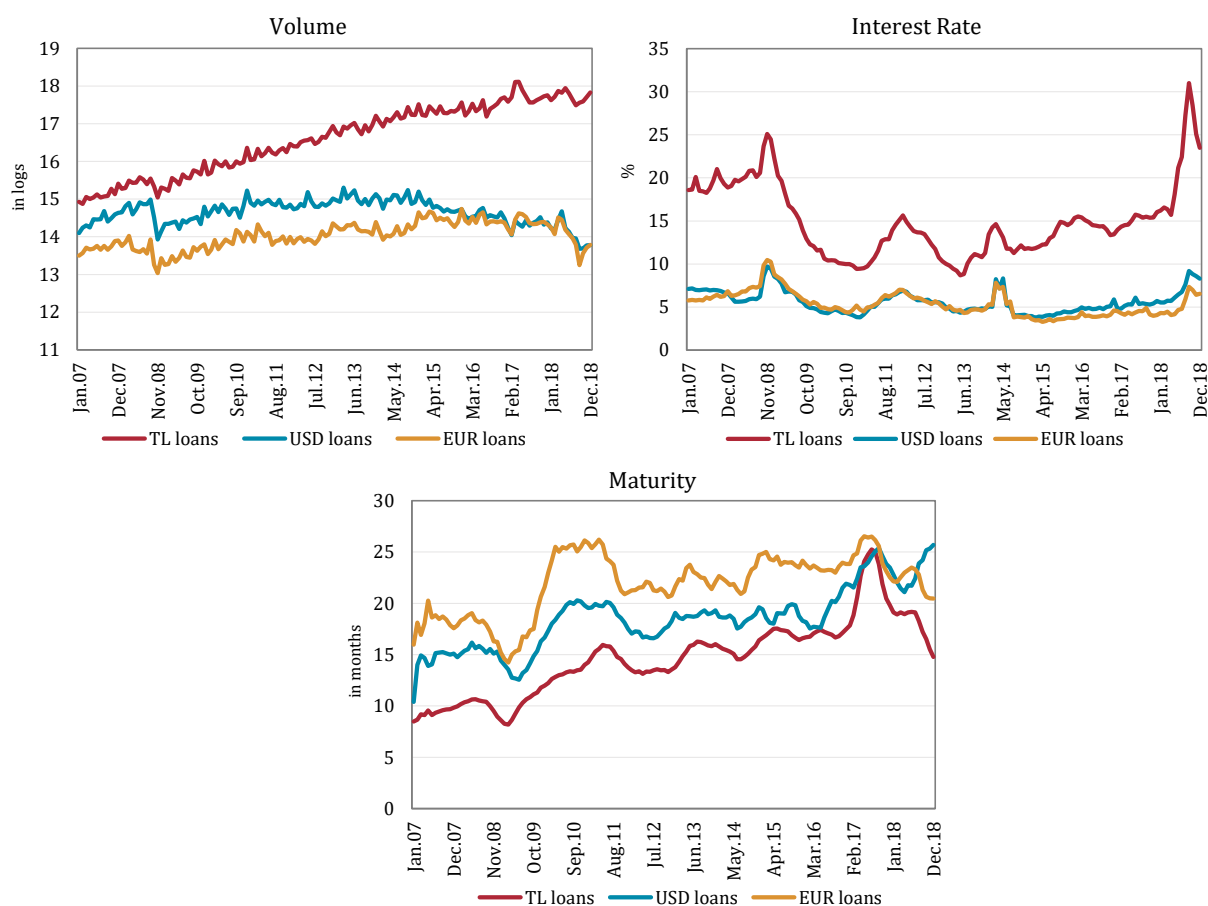 Volume
19
18
17
16
15
14
13
12
11
in logs
Jan.07
Dec.07
Nov.08
Oct.09
Sep.10
Aug.11
Jul.12
Jun.13
May.14
Apr.15
Mar.16
Feb.17
Jan.18
Dec.18
TL loans USD loans EUR loans
Interest Rate
35
30
25
20
15
10
5
0
%
Jan.07
Dec.07
Nov.08
Oct.09
Sep.10
Aug.11
Jul.12
Jun.13
May.14
Apr.15
Mar.16
Feb.17
Jan.18
Dec.18
TL loans USD loans EUR loans
Maturity
30
25
20
15
10
5
0
in months
Jan.07
Dec.07
Nov.08
Oct.09
Sep.10
Aug.11
Jul.12
Jun.13
May.14
Apr.15
Mar.16
Feb.17
Jan.18
Dec.18
TL loans USD loans EUR loans